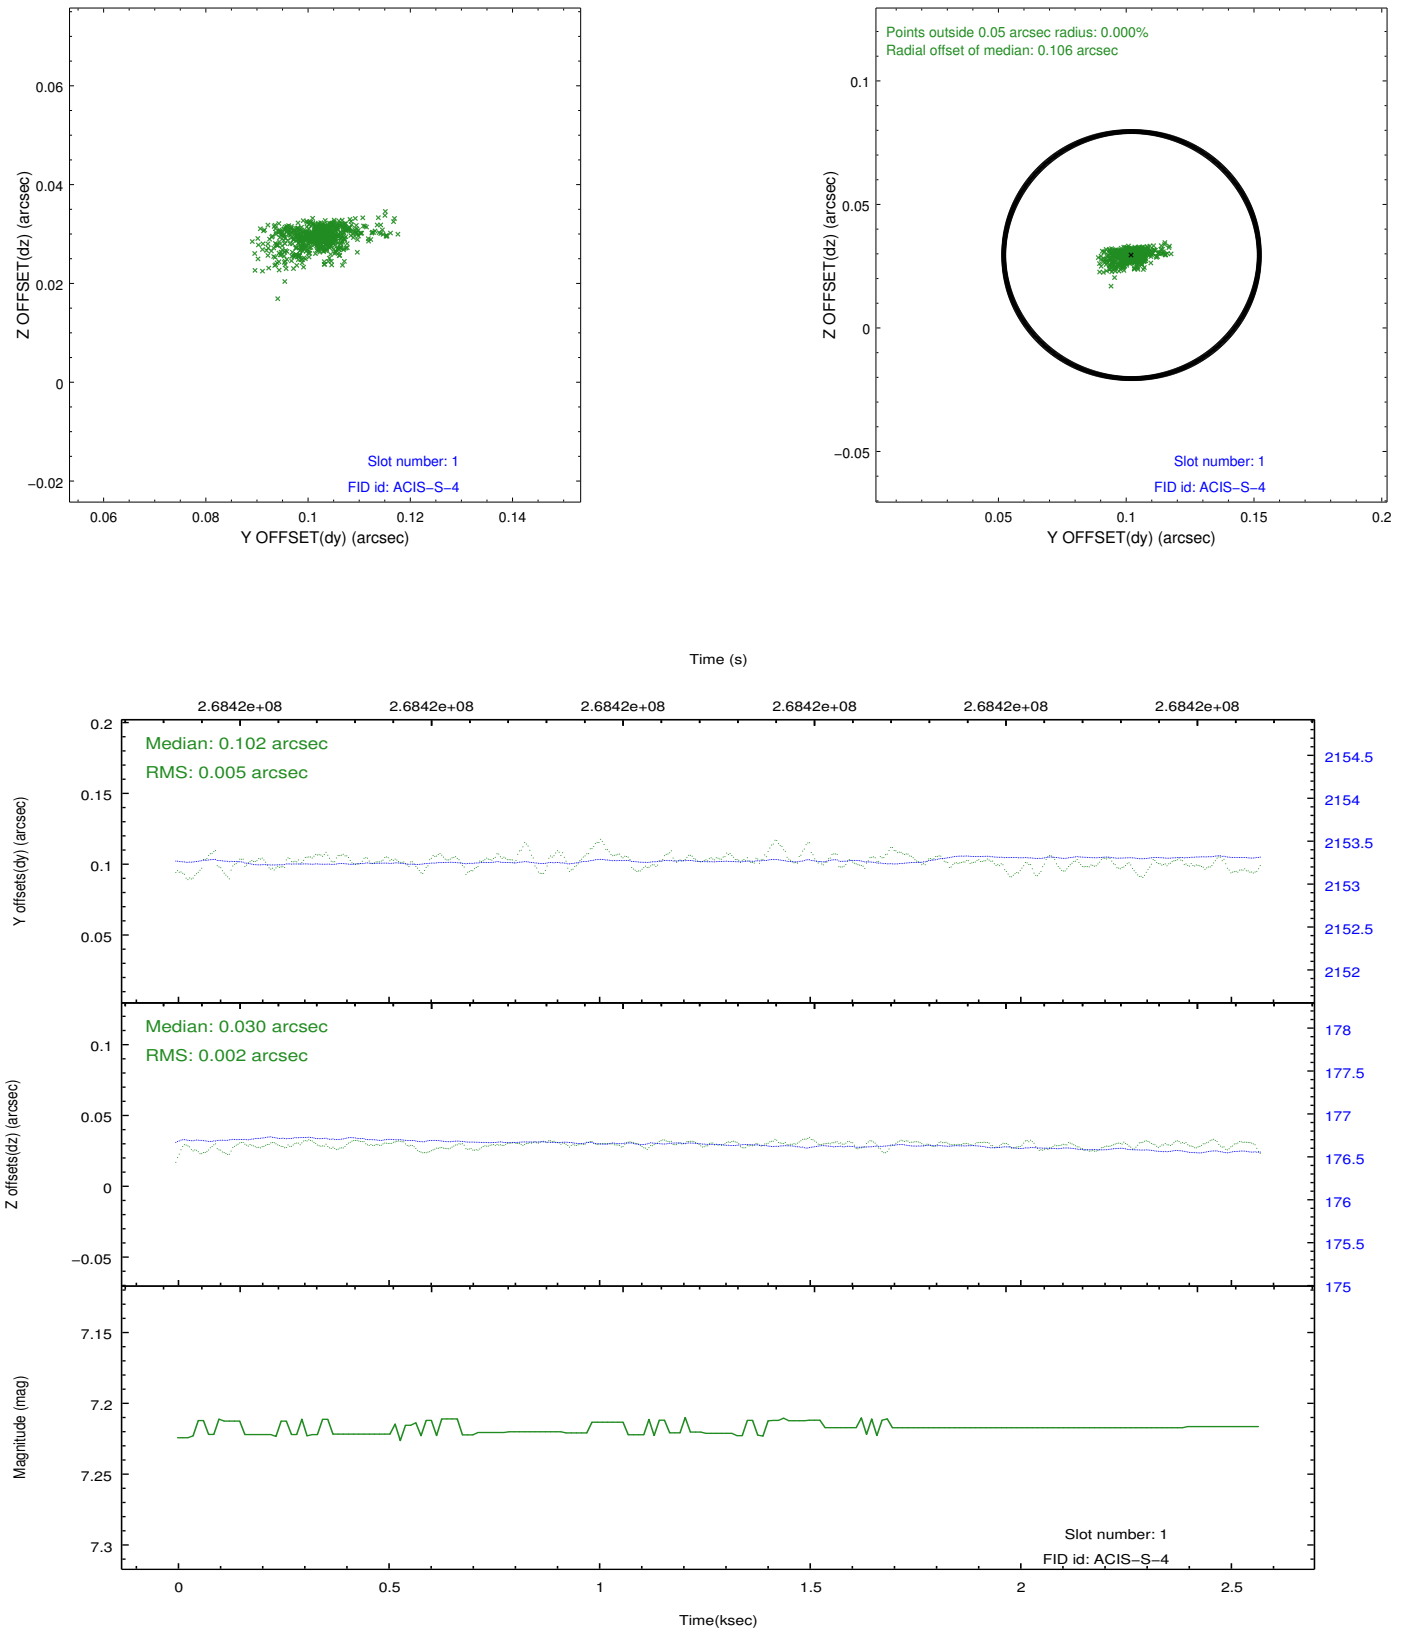 0.06
0.04
0.02
0
−0.02
Z OFFSET(dz) (arcsec)
Slot number: 1
FID id: ACIS−S−4
0.06 0.08 0.1 0.12 0.14
Y OFFSET(dy) (arcsec)
Points outside 0.05 arcsec radius: 0.000%
Radial offset of median: 0.106 arcsec
0.1
0.05
0
−0.05
Z OFFSET(dz) (arcsec)
Slot number: 1
FID id: ACIS−S−4
0.05 0.1 0.15 0.2
Y OFFSET(dy) (arcsec)
Time (s)
2.6842e+08 2.6842e+08 2.6842e+08 2.6842e+08 2.6842e+08 2.6842e+08
Median: 0.102 arcsec
RMS: 0.005 arcsec
0.2
0.15
0.1
0.05
Y offsets(dy) (arcsec)
2154.5
2154
2153.5
2153
2152.5
2152
Median: 0.030 arcsec
RMS: 0.002 arcsec
0.1
0.05
0
−0.05
Z offsets(dz) (arcsec)
178
177.5
177
176.5
176
175.5
175
7.15
7.2
7.25
7.3
Magnitude (mag)
Slot number: 1
FID id: ACIS−S−4
0 0.5 1 1.5 2 2.5
Time(ksec)